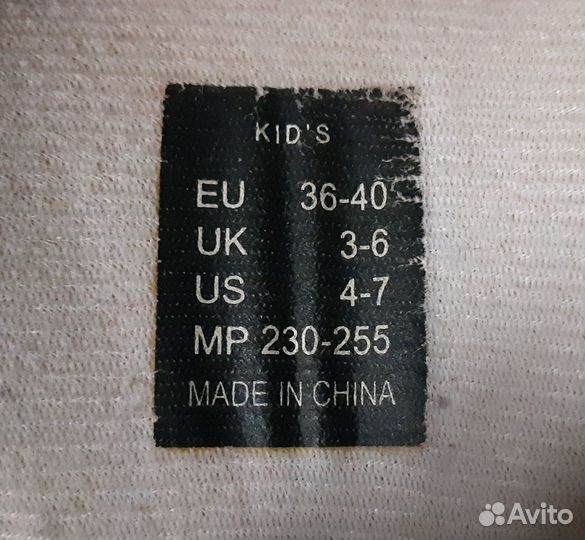 KID'S
EU 36-40
UK 3-6
US 4-7
MP 230-255
MADE IN CHINA
Avito